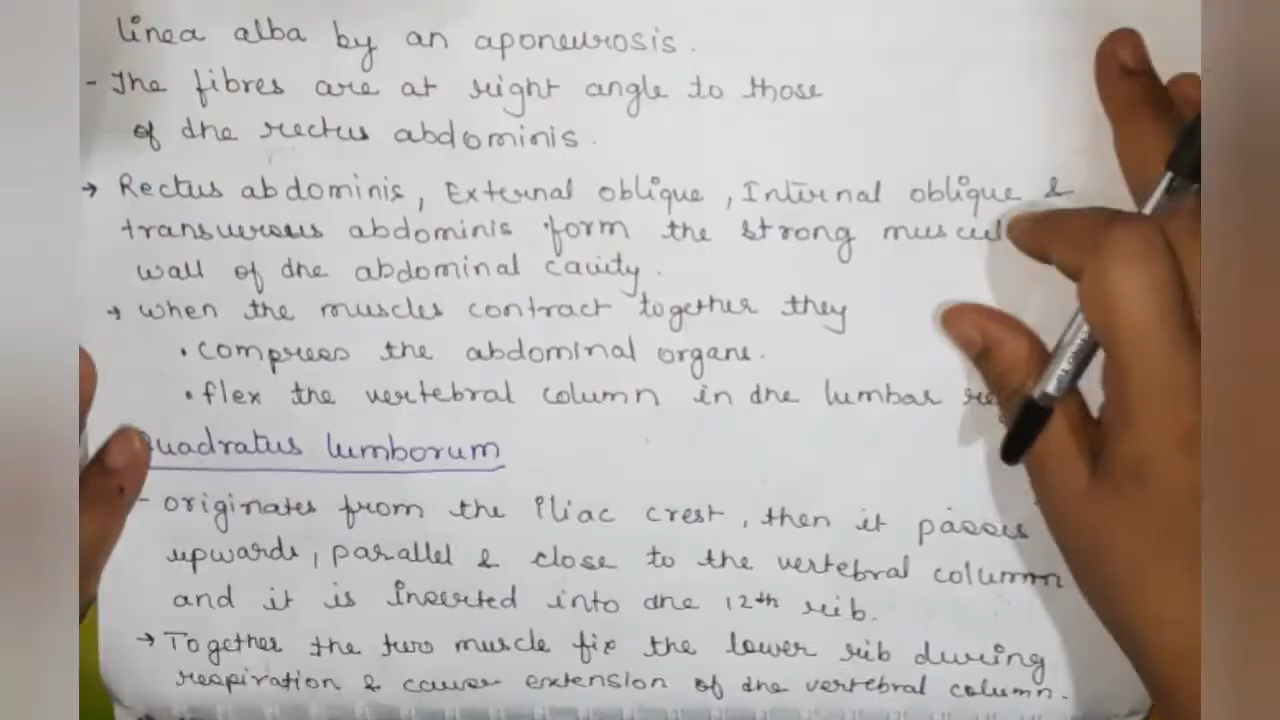 linea alba by an aponeurosis.
- The fibres are at right angle to those
of the rectus abdominis.
→ Rectus abdominis, External oblique, Internal oblique &
transverous abdominis form the strong
wall of the abdominal cavity.
→ when the muscles contract together they
• compress the abdominal organs.
• flex the vertebral column in the lumbar
Quadratus lumborum
- originates from the Iliac crest, then it passes
upwards, parallel & close to the vertebral column
and it is inserted into the 12th rib.
→ Together the two muscle fix the lower rib during
respiration & causes extension of the vertebral column.